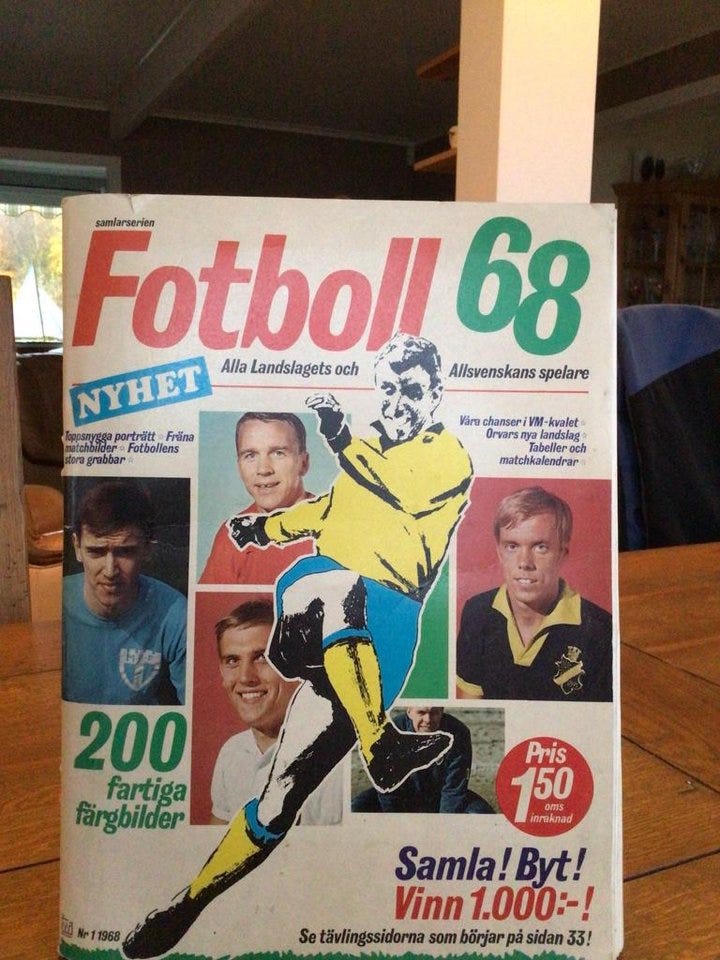 samlarserien
Fotboll 68
NYHET
Alla Landslagets och
Allsvenskans spelare
Toppsnygga porträtt ☆ Fräna
matchbilder ☆ Fotbollens
stora grabbar ☆
Våra chanser i VM-kvalet ☆
Orvars nya landslag ☆
Tabeller och
matchkalendrar ☆
200
fartiga
färgbilder
Pris
150
oms
inräknad
Samla! Byt!
Vinn 1.000:-!
Nr 1 1968
Se tävlingssidorna som börjar på sidan 33!